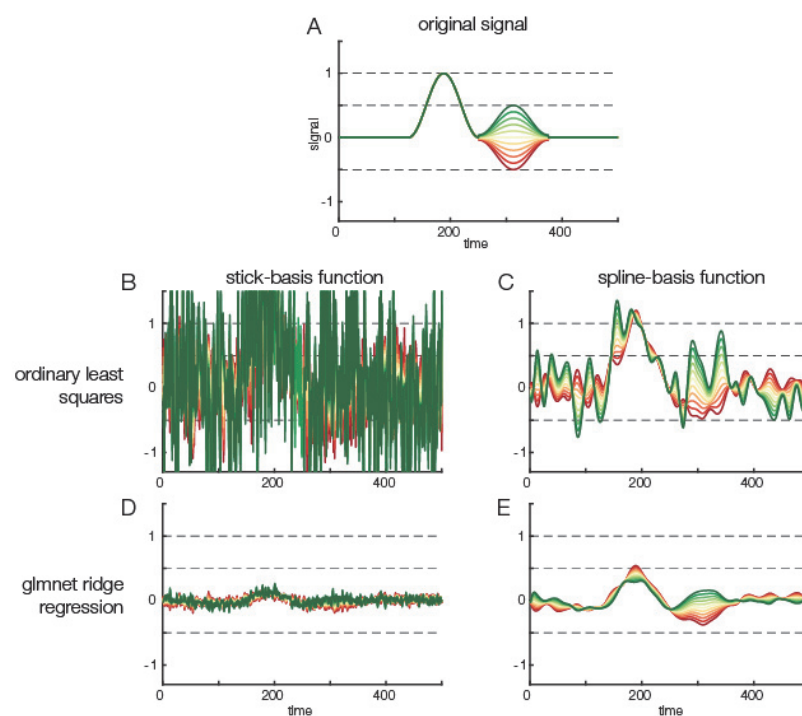 A
original signal
1
0
-1
signal
0
200
400
time
B
stick-basis function
C
spline-basis function
ordinary least
squares
1
0
-1
0
200
400
1
0
-1
0
200
400
D
E
glmnet ridge
regression
1
0
-1
0
200
400
time
1
0
-1
0
200
400
time